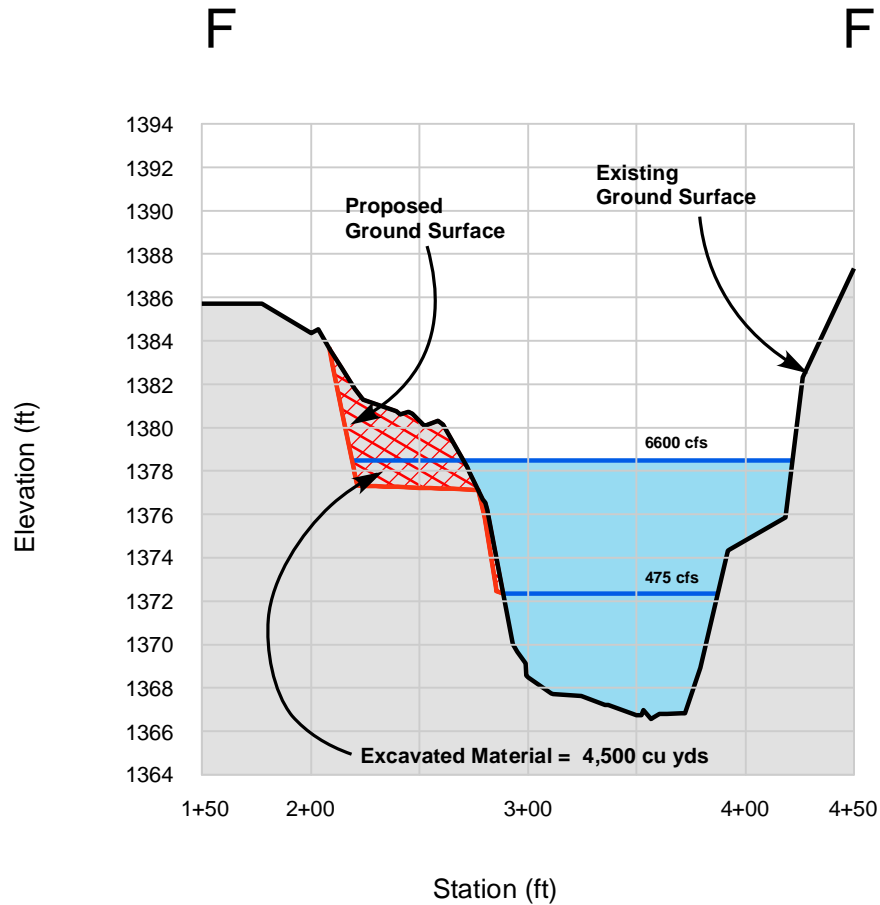 F F
1394
1392
1390
1388
1386
1384
1382
1380
1378
1376
1374
1372
1370
1368
1366
1364
Elevation (ft)
Existing
Ground Surface
Proposed
Ground Surface
6600 cfs
475 cfs
Excavated Material = 4,500 cu yds
1+50 2+00 3+00 4+00 4+50
Station (ft)